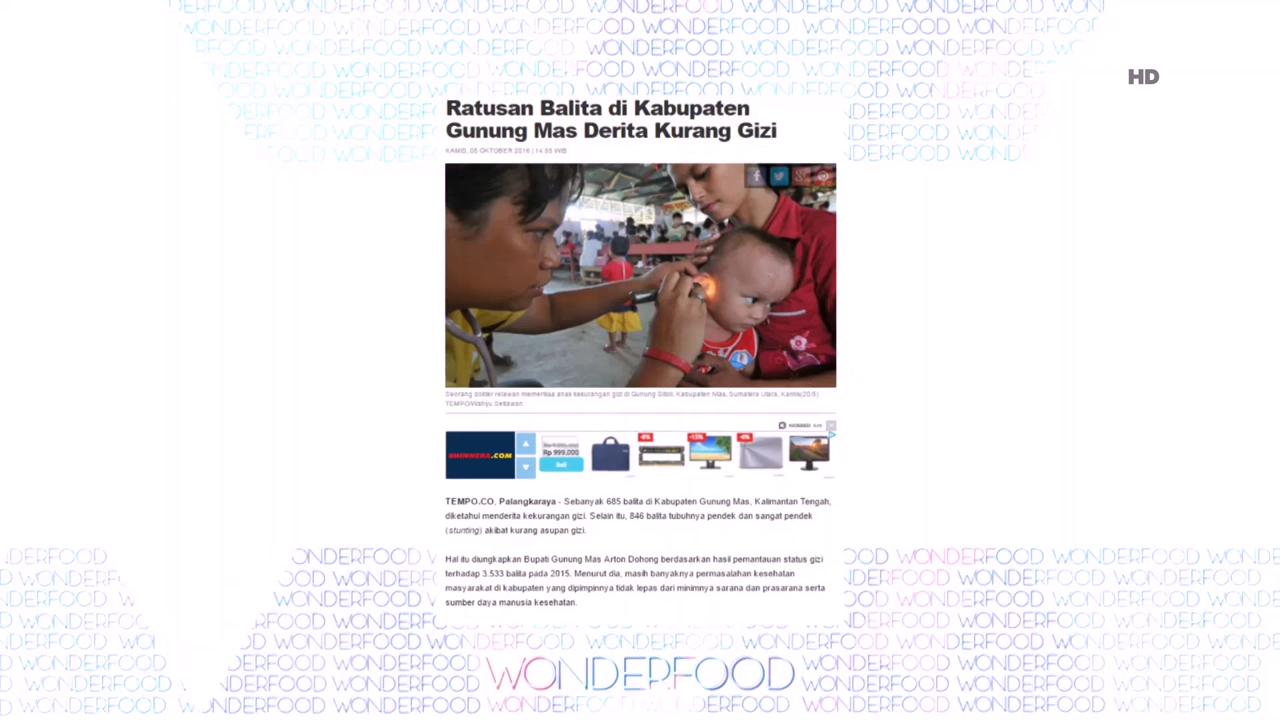 HD
Ratusan Balita di Kabupaten
Gunung Mas Derita Kurang Gizi
KAMIS, 05 OKTOBER 2016 | 14:55 WIB
Seorang dokter relawan memeriksa anak kekurangan gizi di Gunung Sitoli, Kabupaten Nias, Sumatera Utara, Kamis(20/5)
TEMPO/Wahyu Setiawan
BHINNEKA.COM
Rp 999.000
Beli
TEMPO.CO, Palangkaraya - Sebanyak 685 balita di Kabupaten Gunung Mas, Kalimantan Tengah,
diketahui menderita kekurangan gizi. Selain itu, 846 balita tubuhnya pendek dan sangat pendek
(stunting) akibat kurang asupan gizi.
Hal itu diungkapkan Bupati Gunung Mas Arton Dohong berdasarkan hasil pemantauan status gizi
terhadap 3.533 balita pada 2015. Menurut dia, masih banyaknya permasalahan kesehatan
masyarakat di kabupaten yang dipimpinnya tidak lepas dari minimnya sarana dan prasarana serta
sumber daya manusia kesehatan.
WONDERFOOD